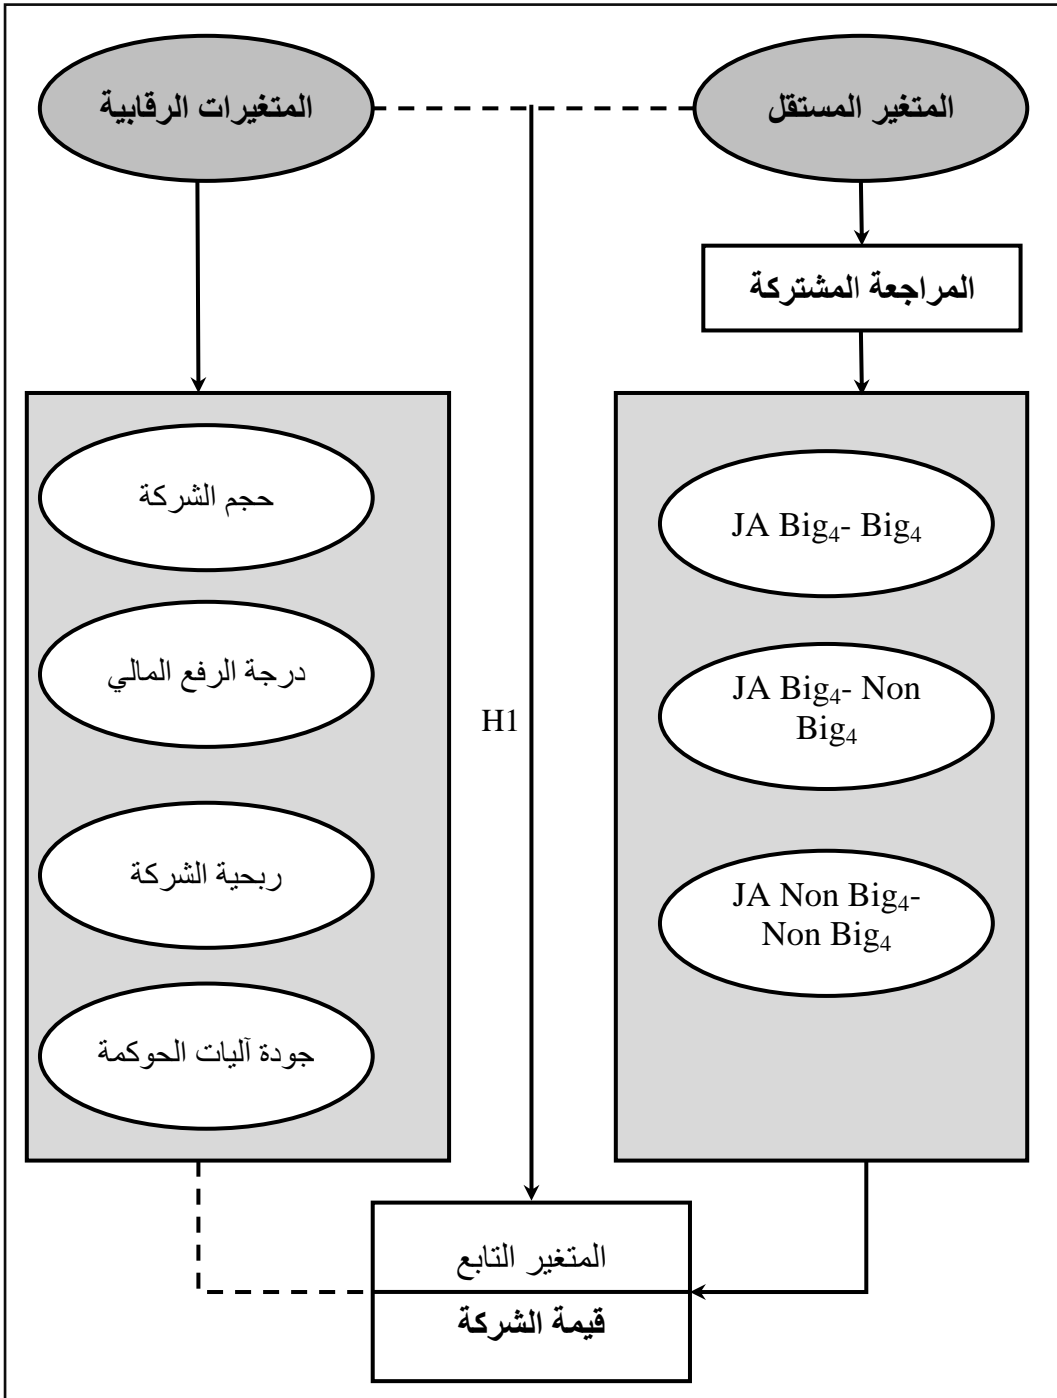 المتغير المستقل
المتغيرات الرقابية
المراجعة المشتركة
JA Big₄- Big₄
JA Big₄- Non
Big₄
JA Non Big₄-
Non Big₄
H1
حجم الشركة
درجة الرفع المالي
ربحية الشركة
جودة آليات الحوكمة
المتغير التابع
قيمة الشركة